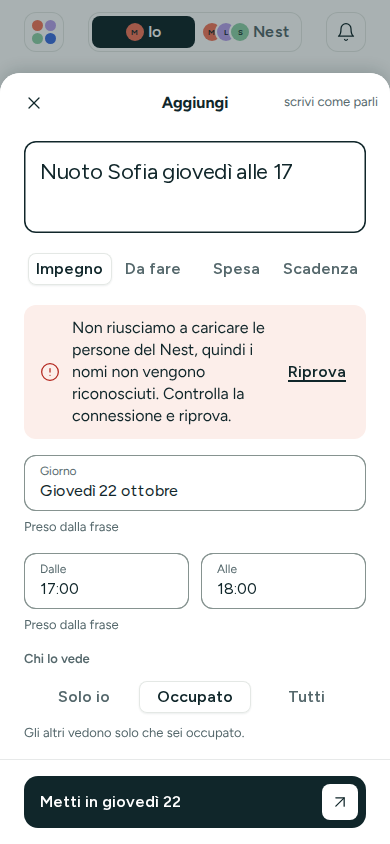 M Io
M L S Nest
Aggiungi
scrivi come parli
Nuoto Sofia giovedì alle 17
Impegno Da fare Spesa Scadenza
Non riusciamo a caricare le
persone del Nest, quindi i
nomi non vengono
riconosciuti. Controlla la
connessione e riprova.
Riprova
Giorno
Giovedì 22 ottobre
Preso dalla frase
Dalle
17:00
Alle
18:00
Preso dalla frase
Chi lo vede
Solo io Occupato Tutti
Gli altri vedono solo che sei occupato.
Metti in giovedì 22